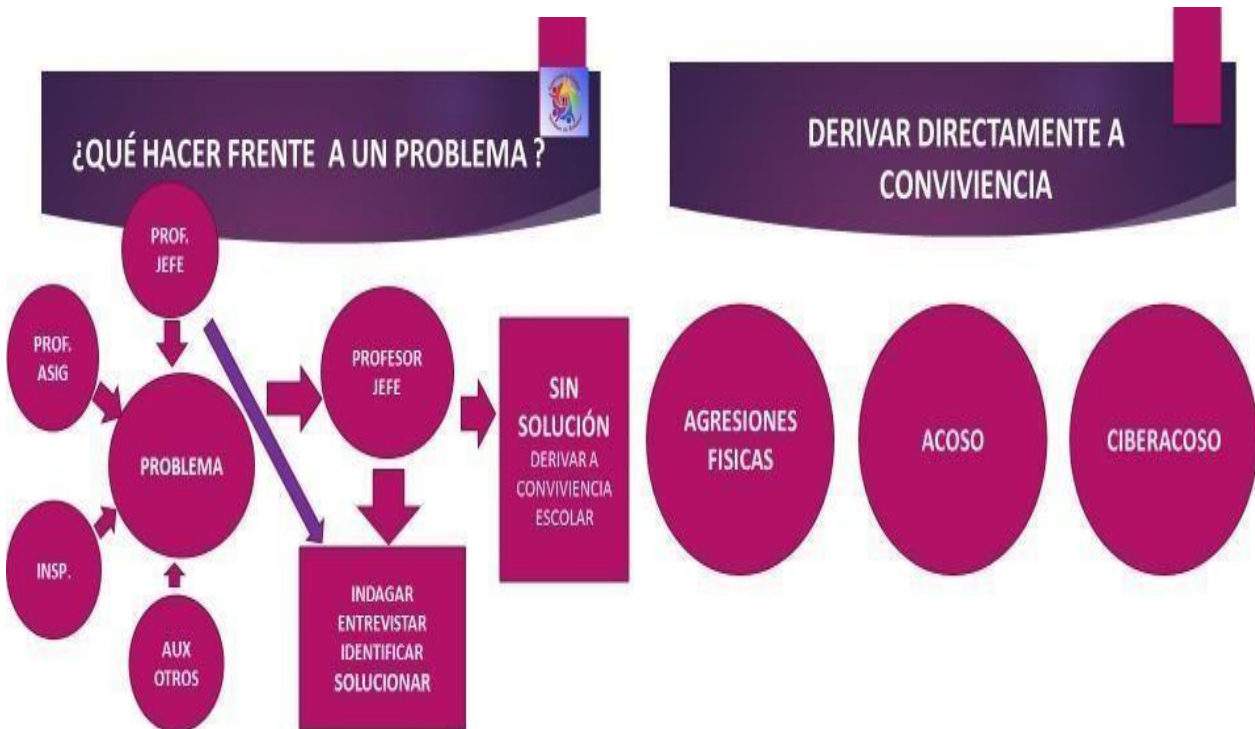 ¿QUÉ HACER FRENTE A UN PROBLEMA ?
PROF.
JEFE
PROF.
ASIG
PROBLEMA
INSP.
AUX
OTROS
PROFESOR
JEFE
INDAGAR
ENTREVISTAR
IDENTIFICAR
SOLUCIONAR
SIN
SOLUCIÓN
DERIVAR A
CONVIVIENCIA
ESCOLAR
DERIVAR DIRECTAMENTE A
CONVIVIENCIA
AGRESIONES
FISICAS
ACOSO
CIBERACOSO